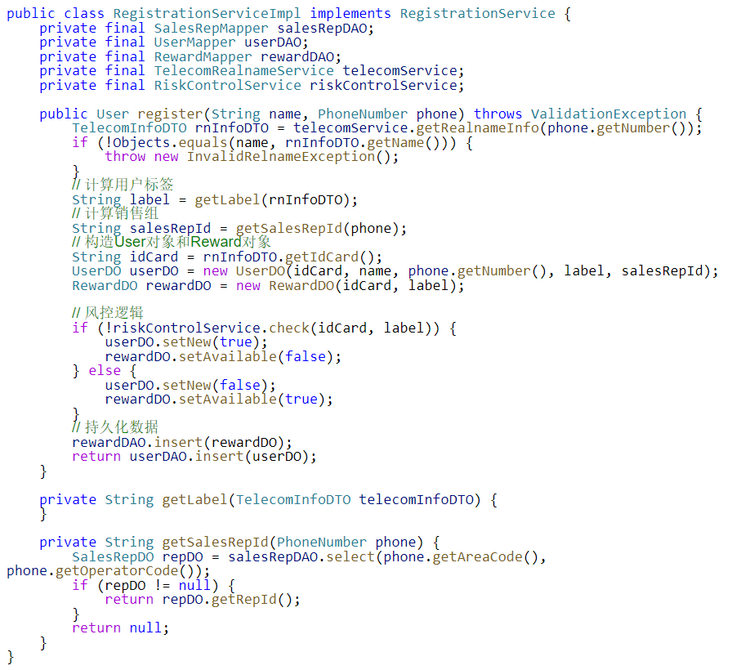 public class RegistrationServiceImpl implements RegistrationService {
    private final SalesRepMapper salesRepDAO;
    private final UserMapper userDAO;
    private final RewardMapper rewardDAO;
    private final TelecomRealnameService telecomService;
    private final RiskControlService riskControlService;

    public User register(String name, PhoneNumber phone) throws ValidationException {
        TelecomInfoDTO rnInfoDTO = telecomService.getRealnameInfo(phone.getNumber());
        if (!Objects.equals(name, rnInfoDTO.getName())) {
            throw new InvalidRelnameException();
        }
        // 计算用户标签
        String label = getLabel(rnInfoDTO);
        // 计算销售组
        String salesRepId = getSalesRepId(phone);
        // 构造User对象和Reward对象
        String idCard = rnInfoDTO.getIdCard();
        UserDO userDO = new UserDO(idCard, name, phone.getNumber(), label, salesRepId);
        RewardDO rewardDO = new RewardDO(idCard, label);

        // 风控逻辑
        if (!riskControlService.check(idCard, label)) {
            userDO.setNew(true);
            rewardDO.setAvailable(false);
        } else {
            userDO.setNew(false);
            rewardDO.setAvailable(true);
        }
        // 持久化数据
        rewardDAO.insert(rewardDO);
        return userDAO.insert(userDO);
    }

    private String getLabel(TelecomInfoDTO telecomInfoDTO) {
    }

    private String getSalesRepId(PhoneNumber phone) {
        SalesRepDO repDO = salesRepDAO.select(phone.getAreaCode(),
phone.getOperatorCode());
        if (repDO != null) {
            return repDO.getRepId();
        }
        return null;
    }
}